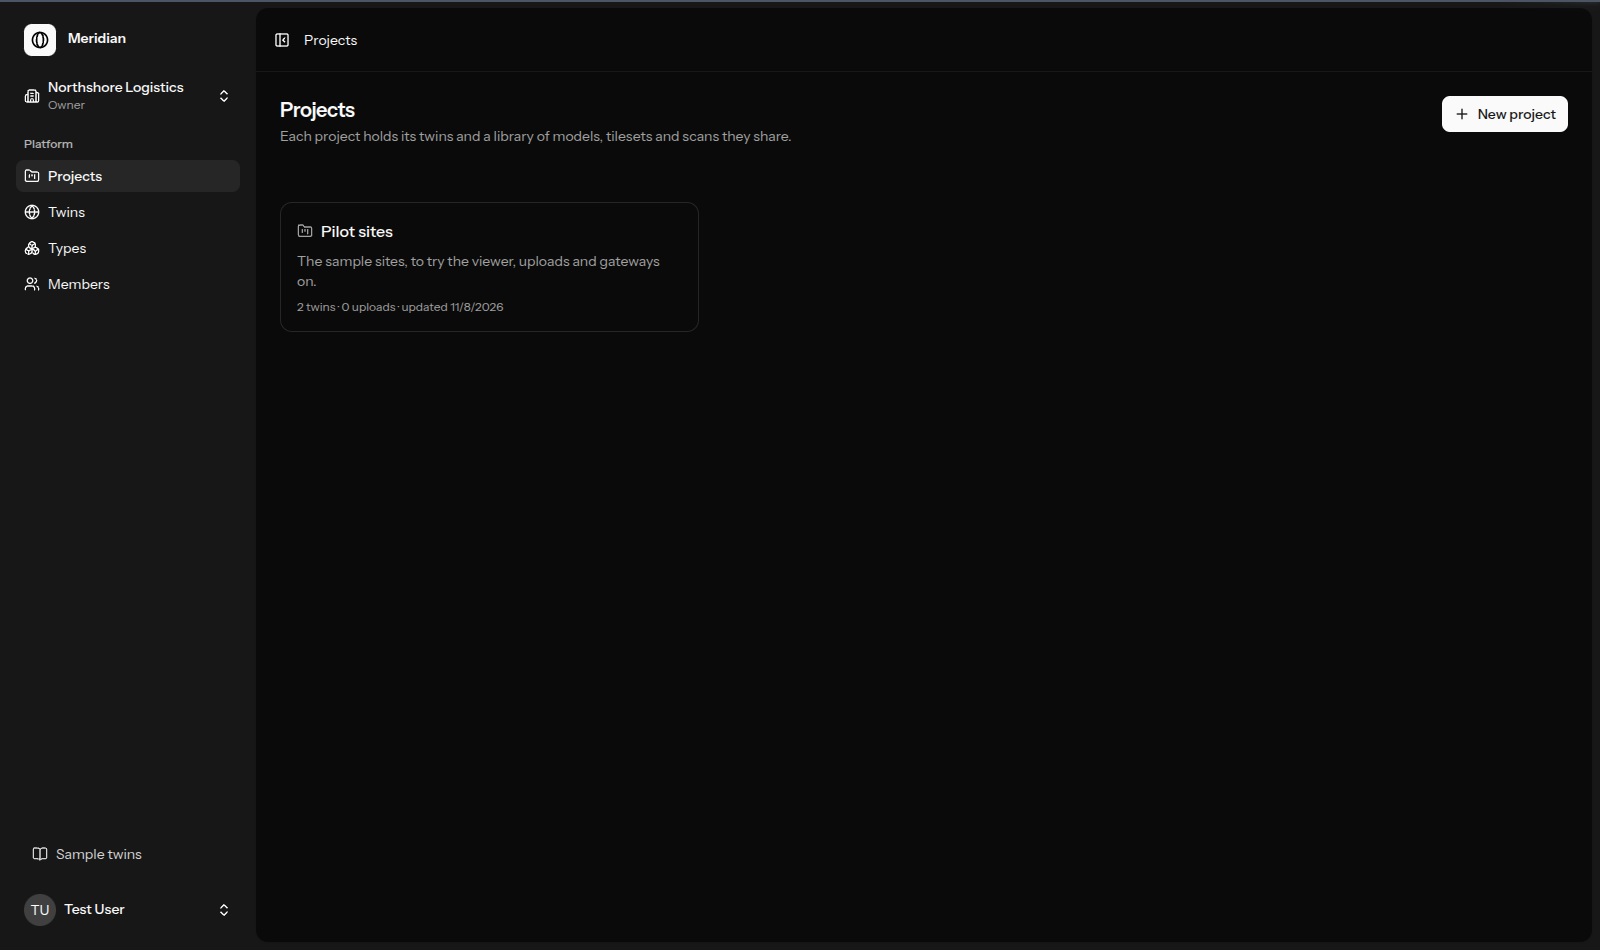 Meridian
Northshore Logistics
Owner
Platform
Projects
Twins
Types
Members
Sample twins
TU
Test User
Projects
Projects
Each project holds its twins and a library of models, tilesets and scans they share.
New project
Pilot sites
The sample sites, to try the viewer, uploads and gateways
on.
2 twins · 0 uploads · updated 11/8/2026